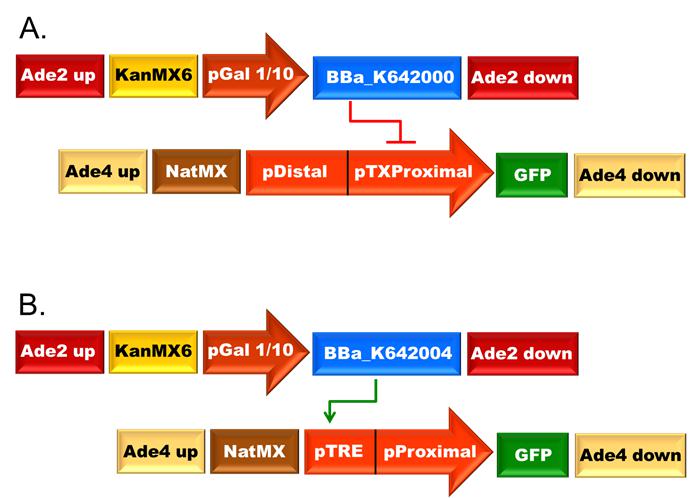 A.
Ade2 up KanMX6 pGal 1/10 BBa_K642000 Ade2 down
Ade4 up NatMX pDistal pTXProximal GFP Ade4 down
B.
Ade2 up KanMX6 pGal 1/10 BBa_K642004 Ade2 down
Ade4 up NatMX pTRE pProximal GFP Ade4 down